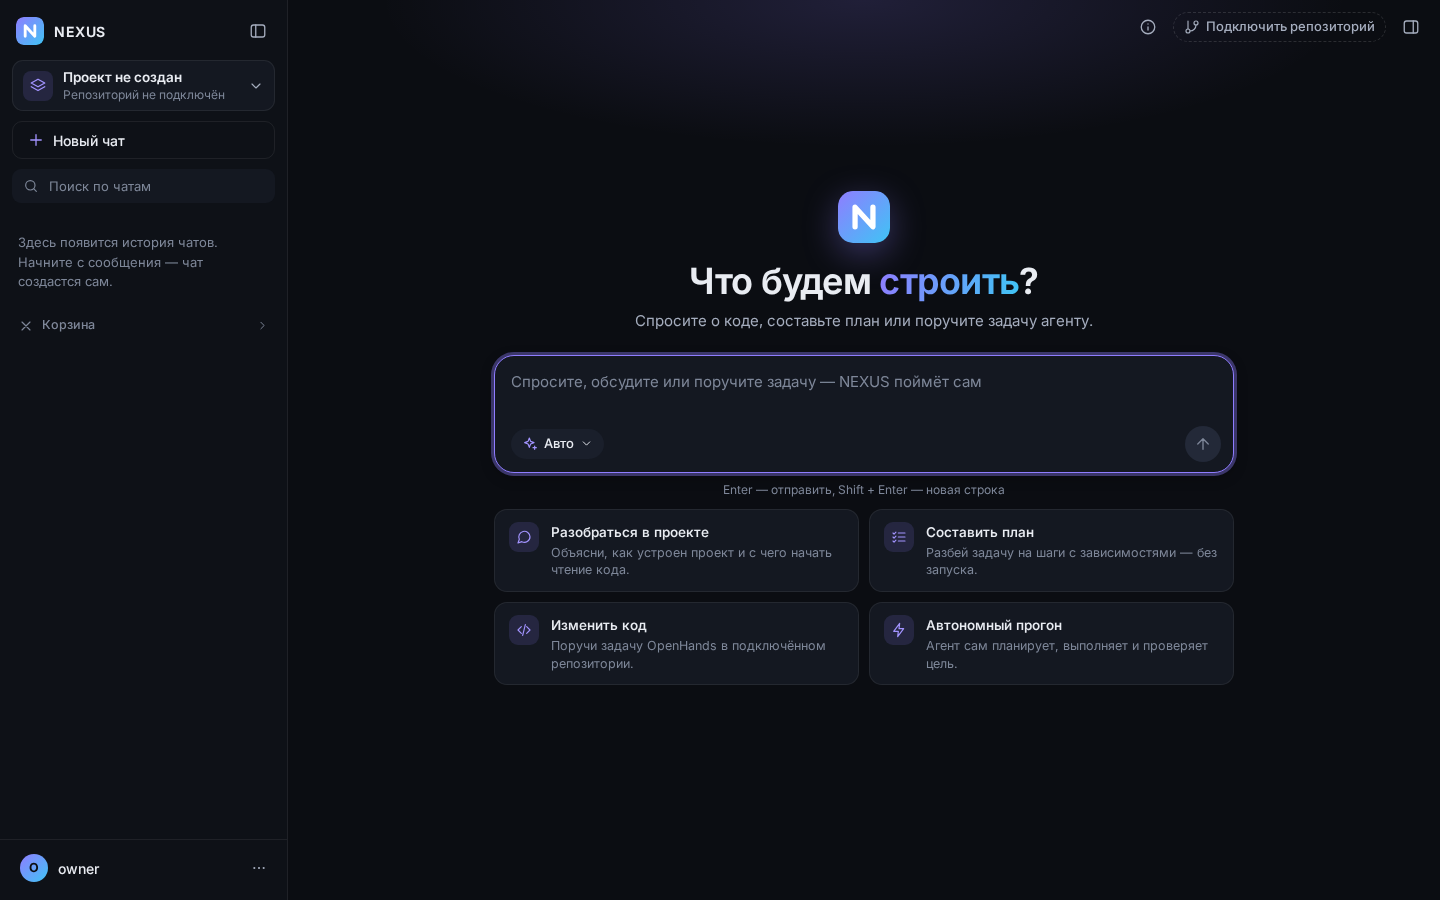 NEXUS
Проект не создан
Репозиторий не подключён
Новый чат
Поиск по чатам
Здесь появится история чатов.
Начните с сообщения — чат
создастся сам.
Корзина
O
owner
Подключить репозиторий
N
Что будем строить?
Спросите о коде, составьте план или поручите задачу агенту.
Спросите, обсудите или поручите задачу — NEXUS поймёт сам
Авто
Enter — отправить, Shift + Enter — новая строка
Разобраться в проекте
Объясни, как устроен проект и с чего начать
чтение кода.
Составить план
Разбей задачу на шаги с зависимостями — без
запуска.
Изменить код
Поручи задачу OpenHands в подключённом
репозитории.
Автономный прогон
Агент сам планирует, выполняет и проверяет
цель.